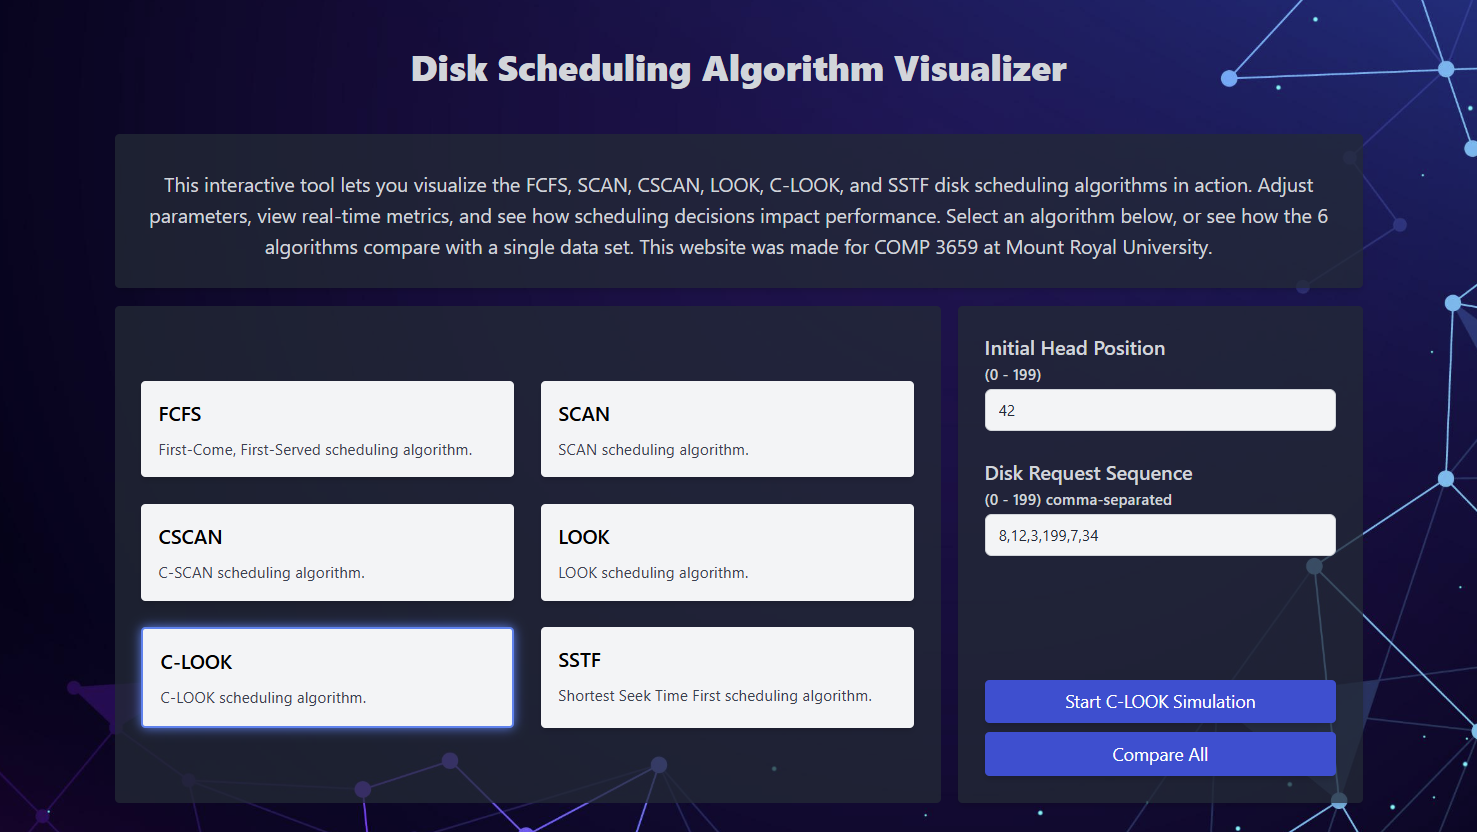 Disk Scheduling Algorithm Visualizer
This interactive tool lets you visualize the FCFS, SCAN, CSCAN, LOOK, C-LOOK, and SSTF disk scheduling algorithms in action. Adjust
parameters, view real-time metrics, and see how scheduling decisions impact performance. Select an algorithm below, or see how the 6
algorithms compare with a single data set. This website was made for COMP 3659 at Mount Royal University.
FCFS
First-Come, First-Served scheduling algorithm.
SCAN
SCAN scheduling algorithm.
CSCAN
C-SCAN scheduling algorithm.
LOOK
LOOK scheduling algorithm.
C-LOOK
C-LOOK scheduling algorithm.
SSTF
Shortest Seek Time First scheduling algorithm.
Initial Head Position
(0 - 199)
42
Disk Request Sequence
(0 - 199) comma-separated
8,12,3,199,7,34
Start C-LOOK Simulation
Compare All